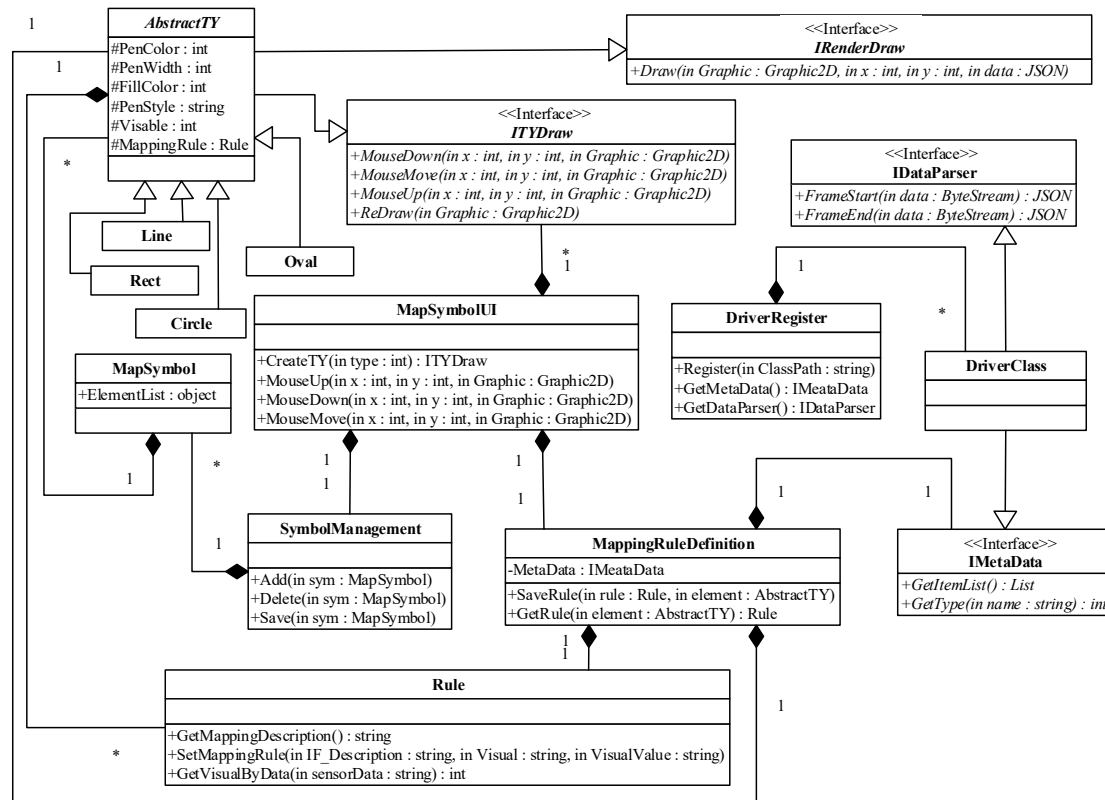 AbstractTY
#PenColor : int
#PenWidth : int
#FillColor : int
#PenStyle : string
#Visable : int
#MappingRule : Rule
1
1
*
<<Interface>>
IRenderDraw
+Draw(in Graphic : Graphic2D, in x : int, in y : int, in data : JSON)
<<Interface>>
ITYDraw
+MouseDown(in x : int, in y : int, in Graphic : Graphic2D)
+MouseMove(in x : int, in y : int, in Graphic : Graphic2D)
+MouseUp(in x : int, in y : int, in Graphic : Graphic2D)
+ReDraw(in Graphic : Graphic2D)
<<Interface>>
IDataParser
+FrameStart(in data : ByteStream) : JSON
+FrameEnd(in data : ByteStream) : JSON
Line
Oval
Rect
Circle
*
1
1
*
MapSymbolUI
+CreateTY(in type : int) : ITYDraw
+MouseUp(in x : int, in y : int, in Graphic : Graphic2D)
+MouseDown(in x : int, in y : int, in Graphic : Graphic2D)
+MouseMove(in x : int, in y : int, in Graphic : Graphic2D)
DriverRegister
+Register(in ClassPath : string)
+GetMetaData() : IMeataData
+GetDataParser() : IDataParser
DriverClass
MapSymbol
+ElementList : object
1
*
1
1
1
1
1
1
1
SymbolManagement
+Add(in sym : MapSymbol)
+Delete(in sym : MapSymbol)
+Save(in sym : MapSymbol)
MappingRuleDefinition
-MetaData : IMeataData
+SaveRule(in rule : Rule, in element : AbstractTY)
+GetRule(in element : AbstractTY) : Rule
<<Interface>>
IMetaData
+GetItemList() : List
+GetType(in name : string) : int
1
1
1
*
Rule
+GetMappingDescription() : string
+SetMappingRule(in IF_Description : string, in Visual : string, in VisualValue : string)
+GetVisualByData(in sensorData : string) : int